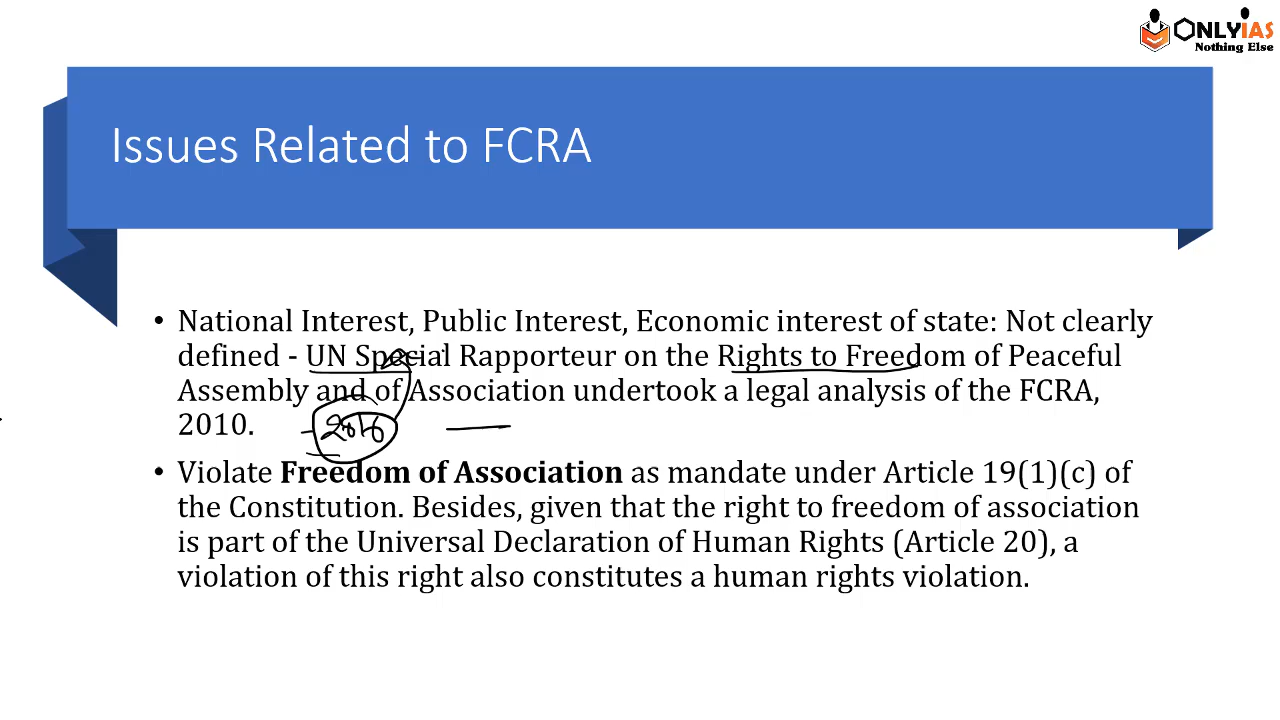 ONLYIAS
Nothing Else
Issues Related to FCRA
• National Interest, Public Interest, Economic interest of state: Not clearly
defined - UN Special Rapporteur on the Rights to Freedom of Peaceful
Assembly and of Association undertook a legal analysis of the FCRA,
2010.
2016
• Violate Freedom of Association as mandate under Article 19(1)(c) of
the Constitution. Besides, given that the right to freedom of association
is part of the Universal Declaration of Human Rights (Article 20), a
violation of this right also constitutes a human rights violation.